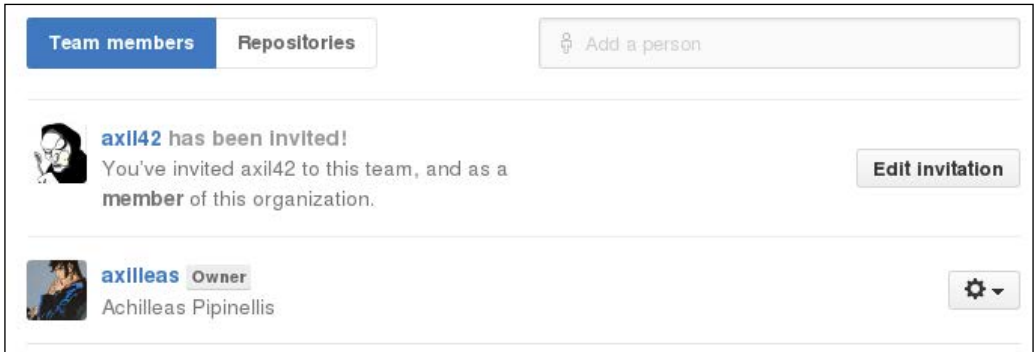 Team members
Repositories
Add a person
axil42 has been invited!
You've invited axil42 to this team, and as a
member of this organization.
Edit invitation
axilleas Owner
Achilleas Pipinellis